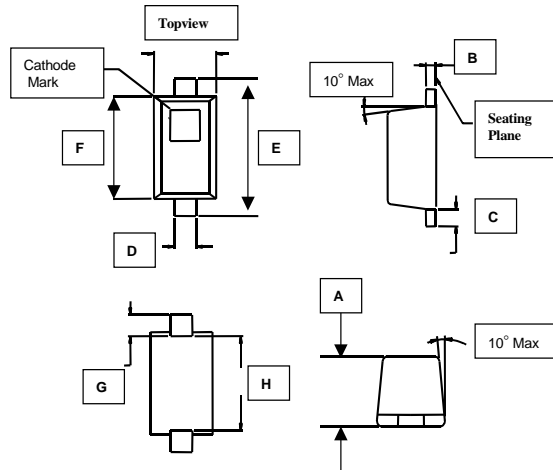 Topview
B
Cathode
Mark
10° Max
F
E
Seating
Plane
D
C
A
10° Max
G
H